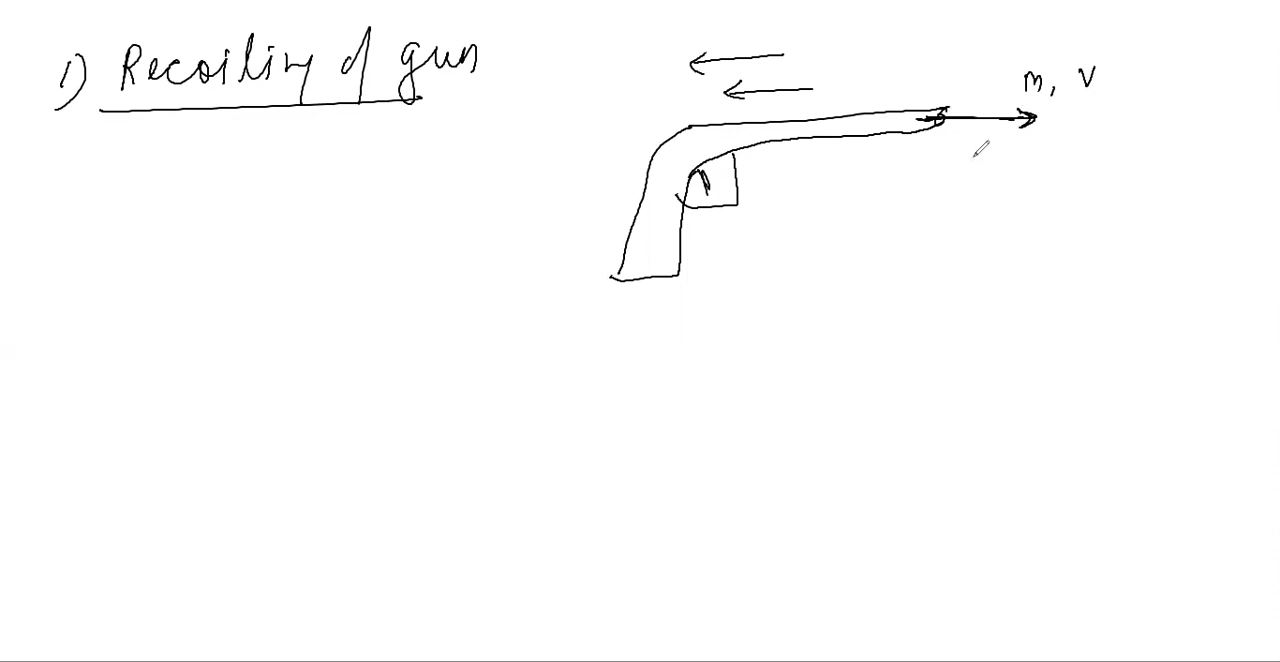 1) Recoiling of gun
m, v